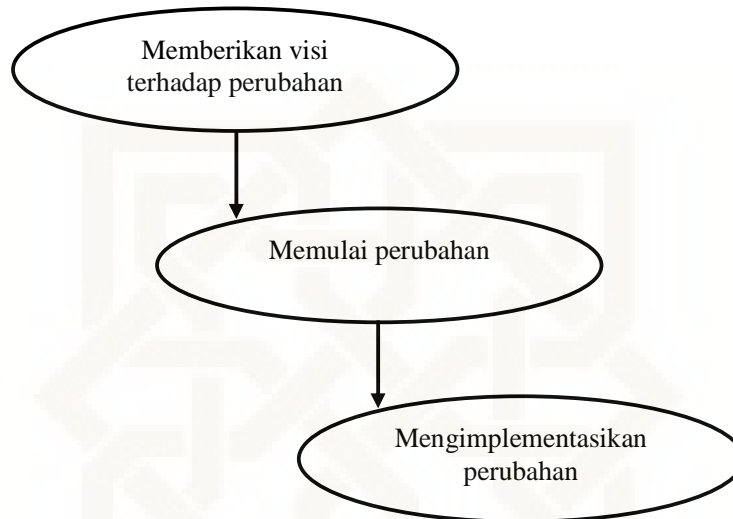 Memberikan visi
terhadap perubahan
Memulai perubahan
Mengimplementasikan
perubahan